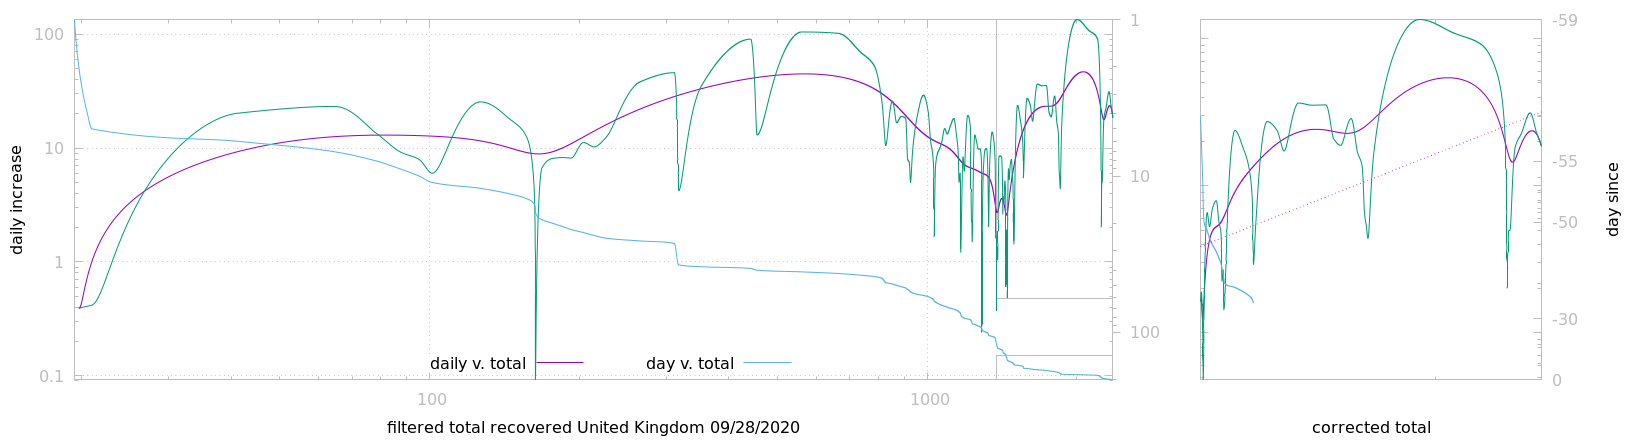 100
10
1
0.1
daily increase
daily v. total
day v. total
100
1000
filtered total recovered United Kingdom 09/28/2020
1
10
100
-59
-55
-50
-30
0
day since
corrected total